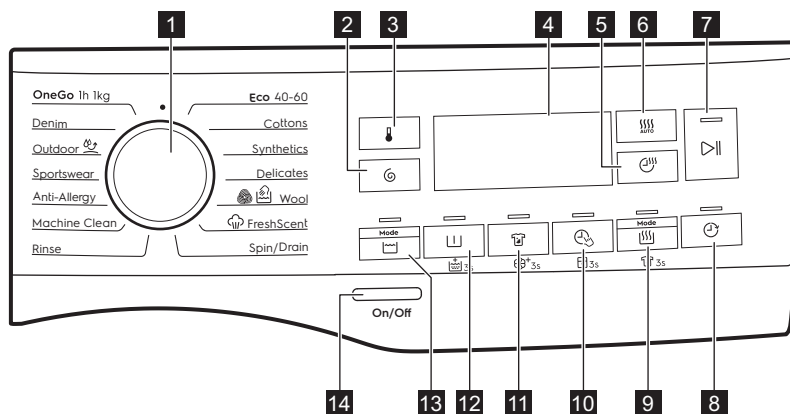 1
2
3
4
5
6
7
OneGo 1h 1kg
Denim
Outdoor
Sportswear
Anti-Allergy
Machine Clean
Rinse
Eco 40-60
Cottons
Synthetics
Delicates
Wool
FreshScent
Spin/Drain
AUTO
Mode
Mode
3s
3s
3s
3s
On/Off
14
13
12
11
10
9
8